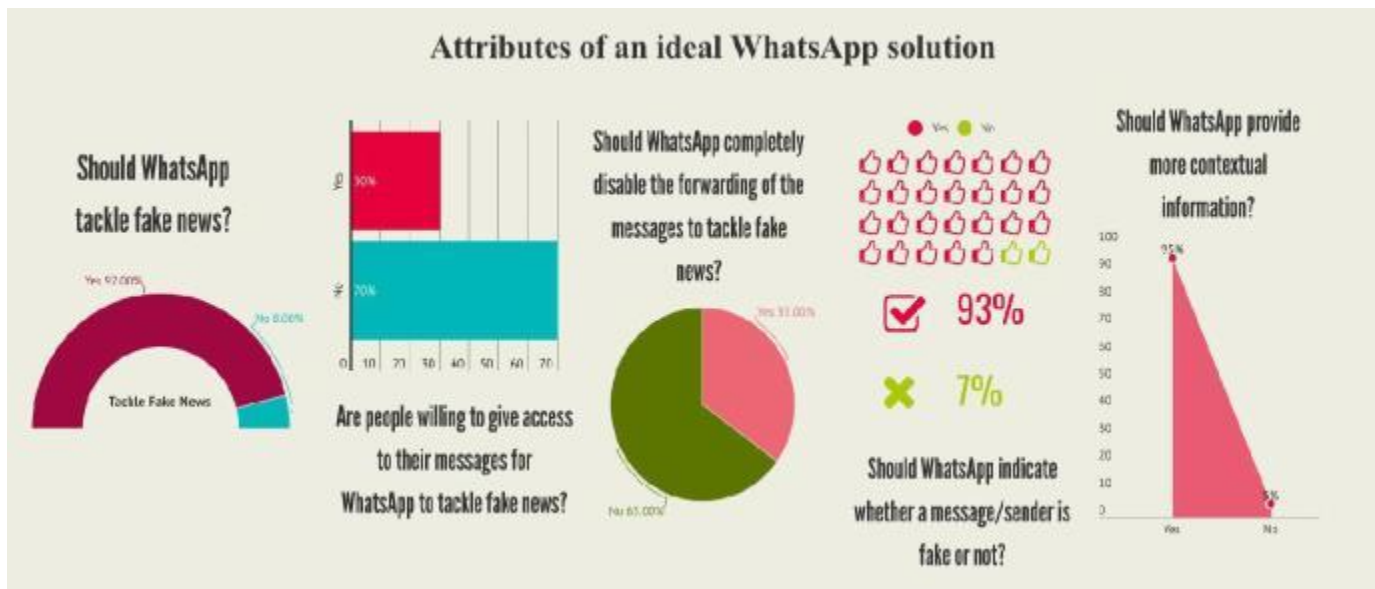 Attributes of an ideal WhatsApp solution
Should WhatsApp
tackle fake news?
Yes 92.00%
No 8.00%
Tackle Fake News
Yes
30%
No
70%
0 10 20 30 40 50 60 70
Are people willing to give access
to their messages for
WhatsApp to tackle fake news?
Should WhatsApp completely
disable the forwarding of the
messages to tackle fake
news?
Yes 35.00%
No 65.00%
Yes No
93%
7%
Should WhatsApp indicate
whether a message/sender is
fake or not?
Should WhatsApp provide
more contextual
information?
100
90
80
70
60
50
40
30
20
10
0
95%
5%
Yes No